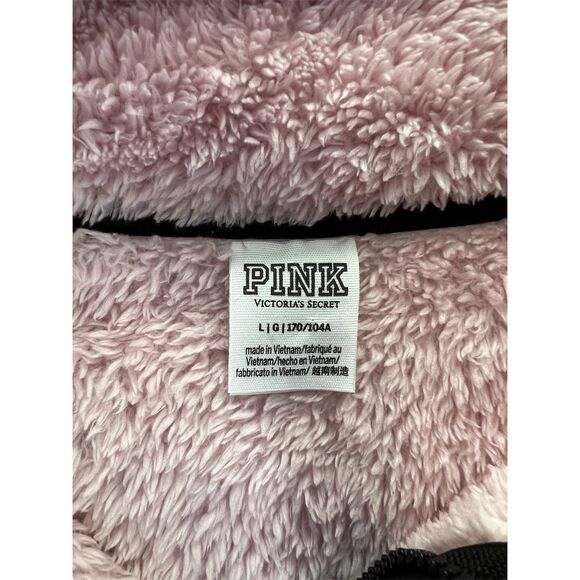 PINK
VICTORIA'S SECRET
L | G | 170/104A
made in Vietnam/fabriqué au
Vietnam/hecho en Vietnam/
fabbricato in Vietnam/ 越南制造